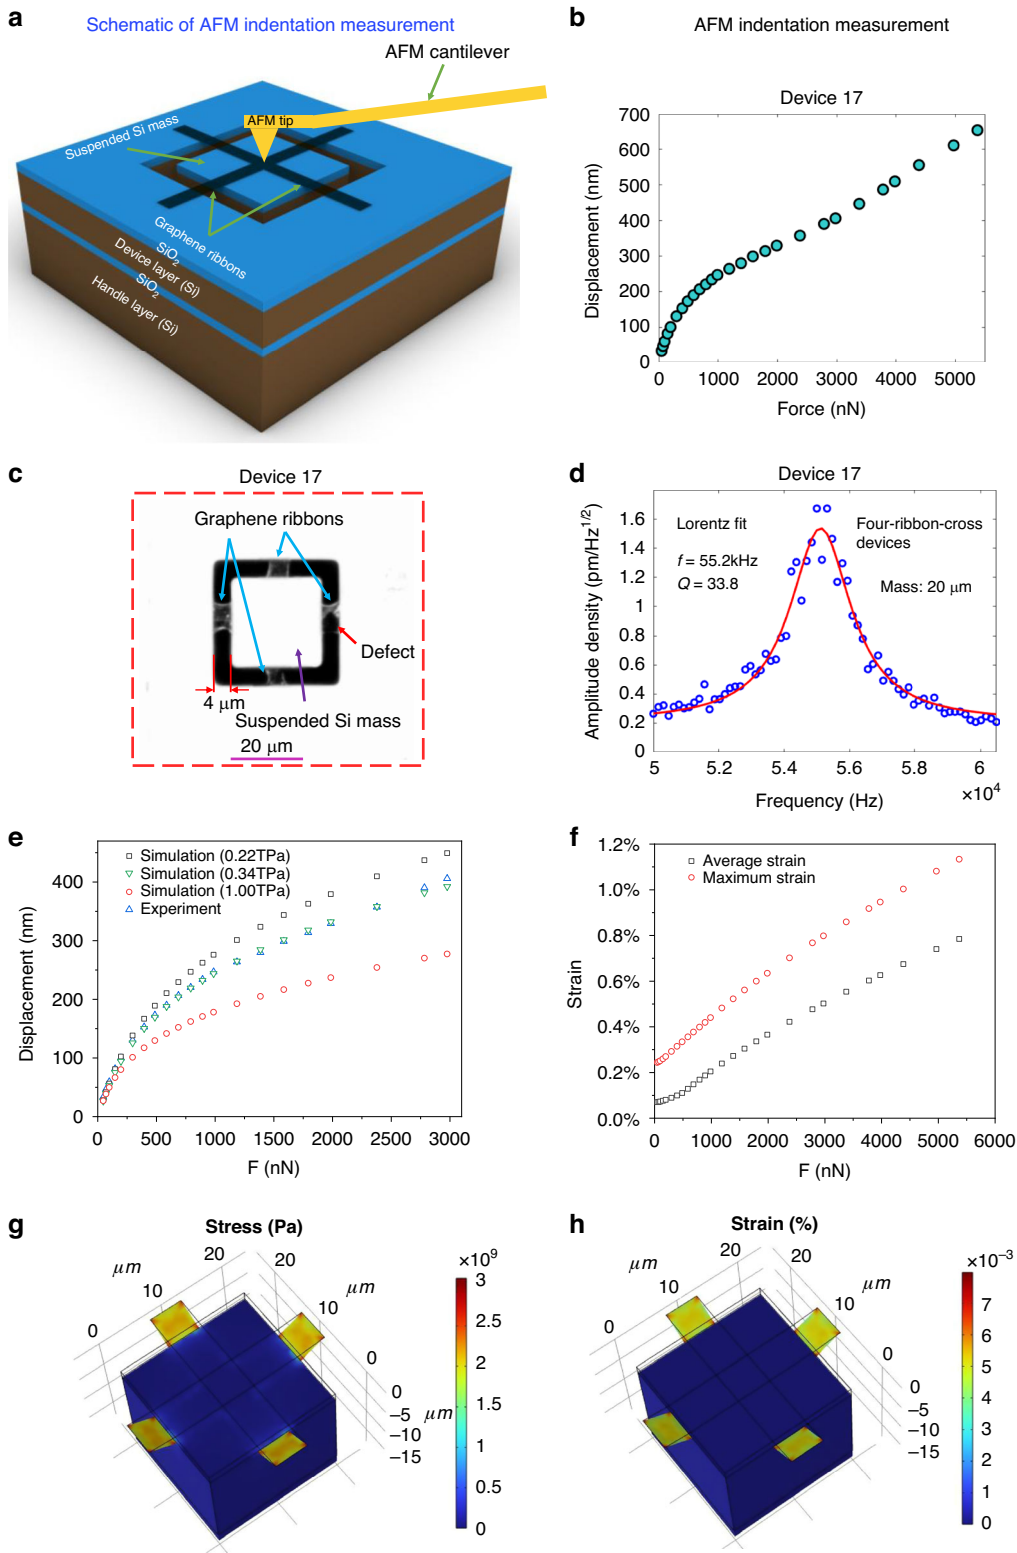 a
Schematic of AFM indentation measurement
AFM cantilever
AFM tip
Suspended Si mass
Graphene ribbons
SiO2
Device layer (Si)
SiO2
Handle layer (Si)
b
AFM indentation measurement
Device 17
Displacement (nm)
700
600
500
400
300
200
100
0
0 1000 2000 3000 4000 5000
Force (nN)
c
Device 17
Graphene ribbons
Defect
4 μm
Suspended Si mass
20 μm
d
Device 17
Amplitude density (pm/Hz^1/2)
1.6
1.4
1.2
1
0.8
0.6
0.4
0.2
0
Lorentz fit
f = 55.2kHz
Q = 33.8
Four-ribbon-cross
devices
Mass: 20 μm
5 5.2 5.4 5.6 5.8 6
×10^4
Frequency (Hz)
e
Displacement (nm)
400
300
200
100
0
Simulation (0.22TPa)
Simulation (0.34TPa)
Simulation (1.00TPa)
Experiment
0 500 1000 1500 2000 2500 3000
F (nN)
f
Strain
1.2%
1.0%
0.8%
0.6%
0.4%
0.2%
0.0%
Average strain
Maximum strain
0 1000 2000 3000 4000 5000 6000
F (nN)
g
Stress (Pa)
μm
0
10
20
20
μm
10
0
0
−5
−10
−15
μm
×10^9
3
2.5
2
1.5
1
0.5
0
h
Strain (%)
μm
0
10
20
20
μm
10
0
0
−5
−10
−15
×10^−3
7
6
5
4
3
2
1
0